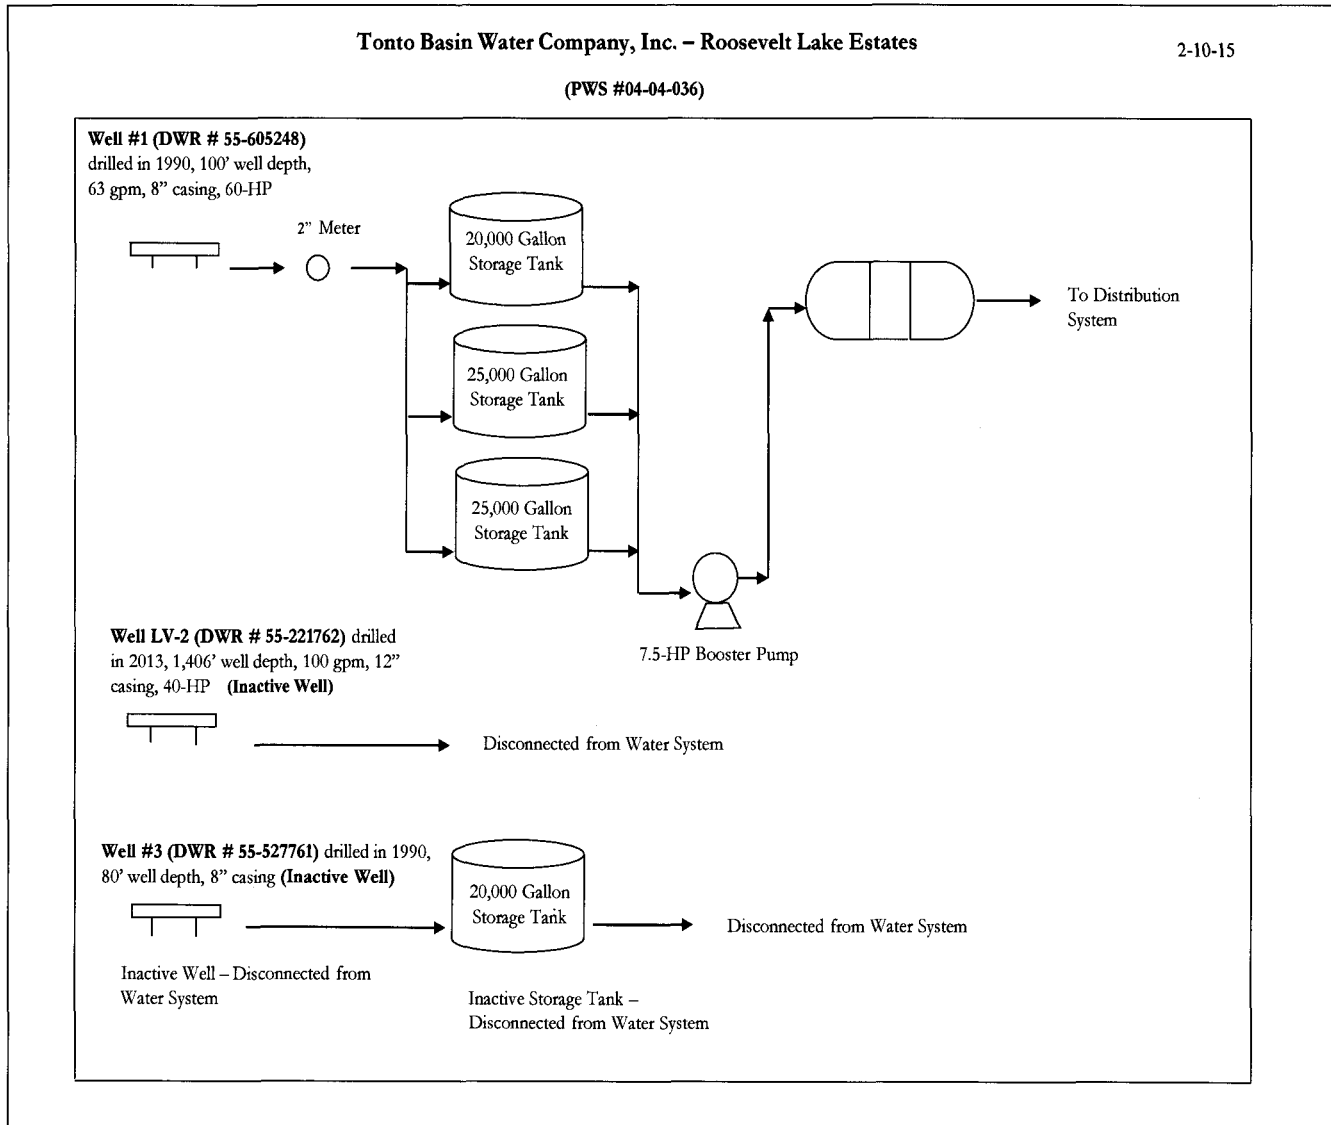 Tonto Basin Water Company, Inc. – Roosevelt Lake Estates
2-10-15
(PWS #04-04-036)
Well #1 (DWR # 55-605248)
drilled in 1990, 100' well depth,
63 gpm, 8” casing, 60-HP
2” Meter
20,000 Gallon
Storage Tank
To Distribution
System
25,000 Gallon
Storage Tank
25,000 Gallon
Storage Tank
7.5-HP Booster Pump
Well LV-2 (DWR # 55-221762) drilled
in 2013, 1,406’ well depth, 100 gpm, 12”
casing, 40-HP (Inactive Well)
Disconnected from Water System
Well #3 (DWR # 55-527761) drilled in 1990,
80’ well depth, 8” casing (Inactive Well)
20,000 Gallon
Storage Tank
Disconnected from Water System
Inactive Well – Disconnected from
Water System
Inactive Storage Tank –
Disconnected from Water System